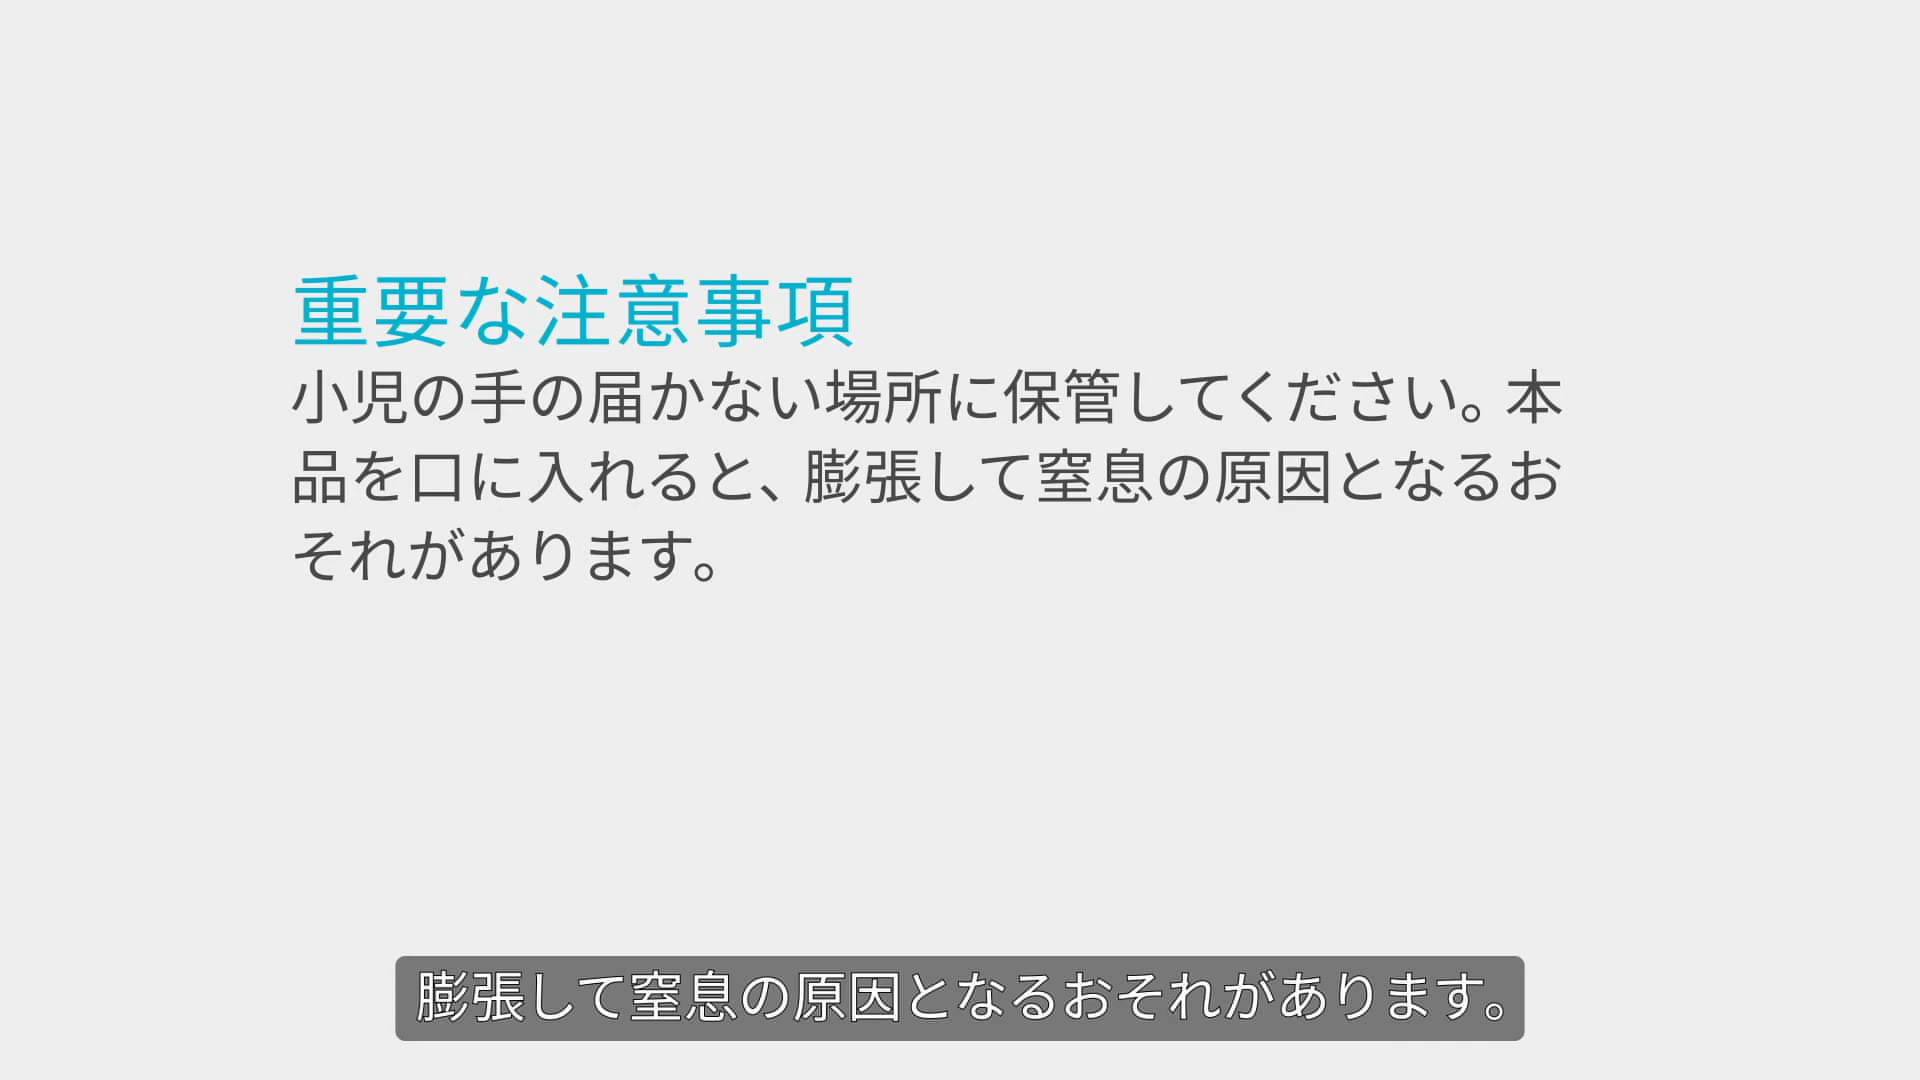 重要な注意事項
小児の手の届かない場所に保管してください。本
品を口に入れると、膨張して窒息の原因となるお
それがあります。
膨張して窒息の原因となるおそれがあります。